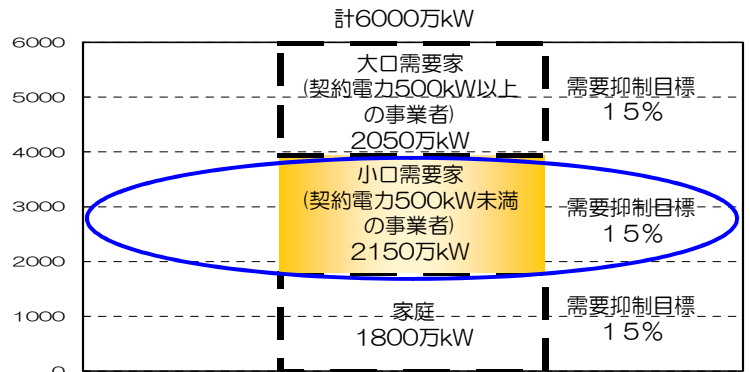 計6000万kW
6000
大口需要家
(契約電力500kW以上
の事業者)
2050万kW
需要抑制目標
15%
5000
4000
小口需要家
(契約電力500kW未満
の事業者)
2150万kW
需要抑制目標
15%
3000
2000
家庭
1800万kW
需要抑制目標
15%
1000
0